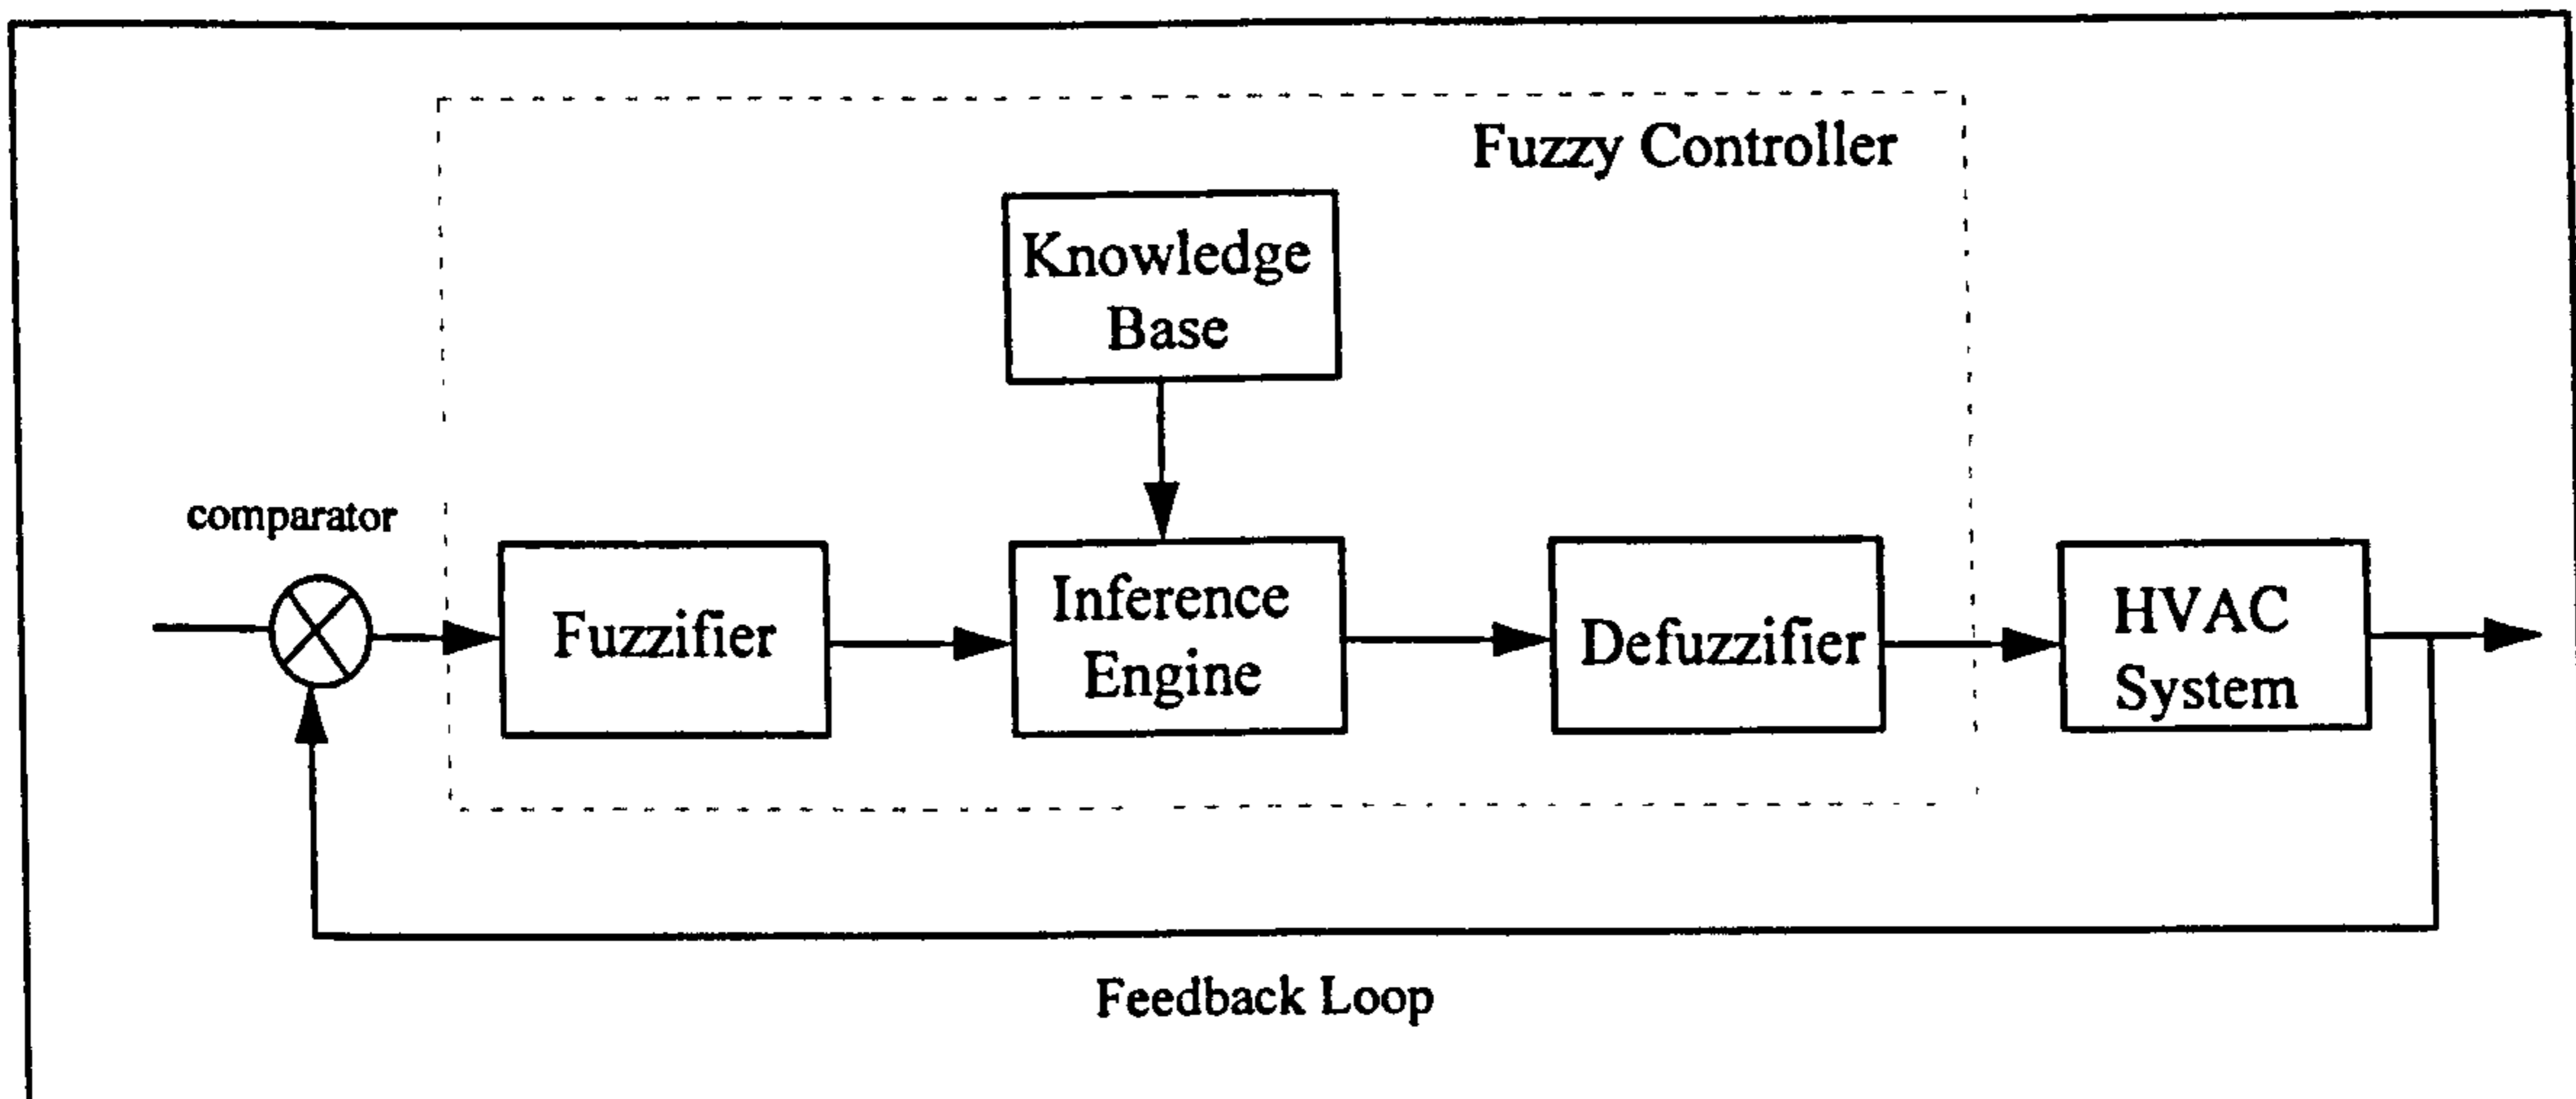 Fuzzy Controller
Knowledge
Base
comparator
Fuzzifier
Inference
Engine
Defuzzifier
HVAC
System
Feedback Loop